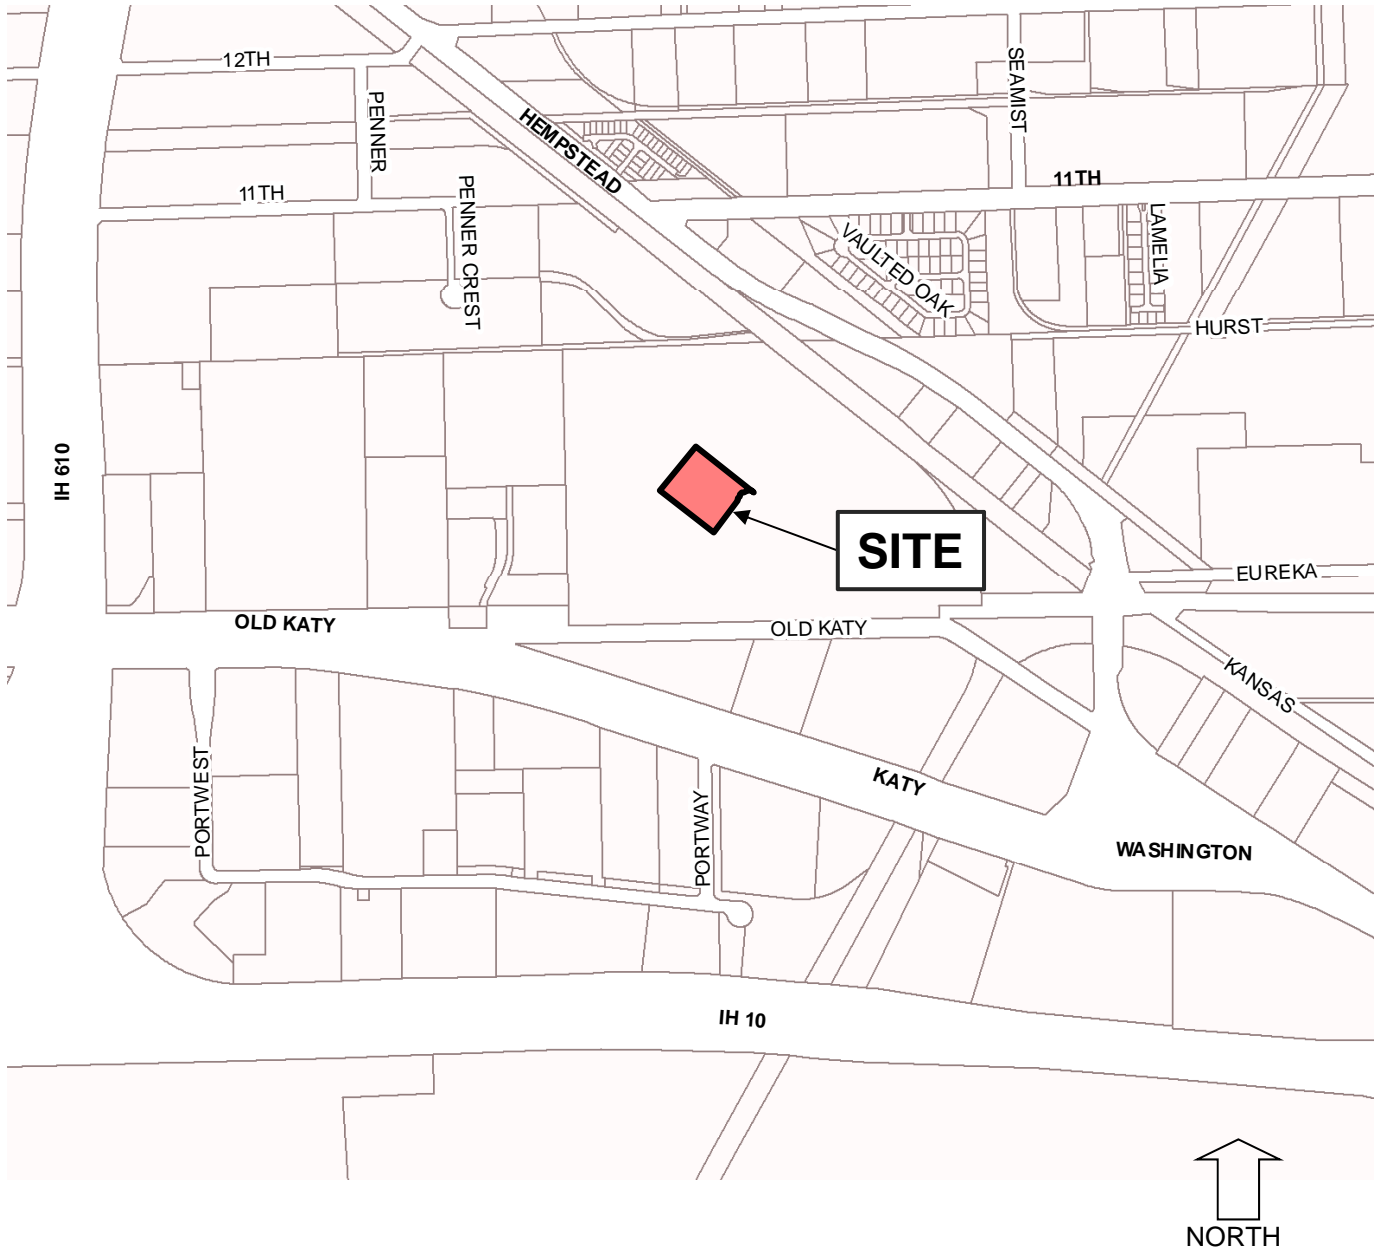 12TH
SEAMIST
PENNER
HEMPSTEAD
11TH
11TH
PENNER CREST
LAMELIA
VAULTED OAK
HURST
IH 610
SITE
EUREKA
OLD KATY
OLD KATY
KANSAS
PORTWEST
KATY
PORTWAY
WASHINGTON
IH 10
NORTH